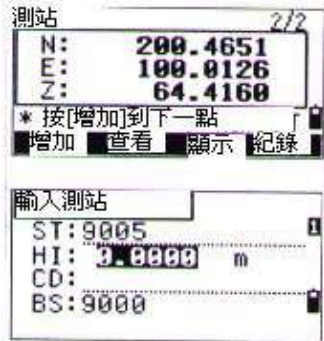 測站 2/2
N: 200.4651
E: 100.0126
Z: 64.4160
* 按[增加]到下一點
增加 查看 顯示 紀錄
輸入測站
ST:9005
HI: 0.0000 m
CD:
BS:9000